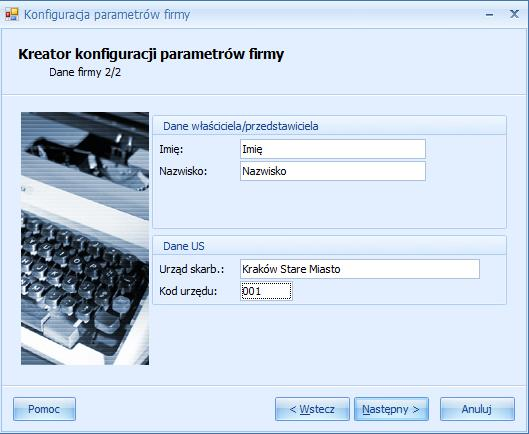 Konfiguracja parametrów firmy
Kreator konfiguracji parametrów firmy
Dane firmy 2/2
Dane właściciela/przedstawiciela
Imię: Imię
Nazwisko: Nazwisko
Dane US
Urząd skarb.: Kraków Stare Miasto
Kod urzędu: 001
Pomoc < Wstecz Następny > Anuluj